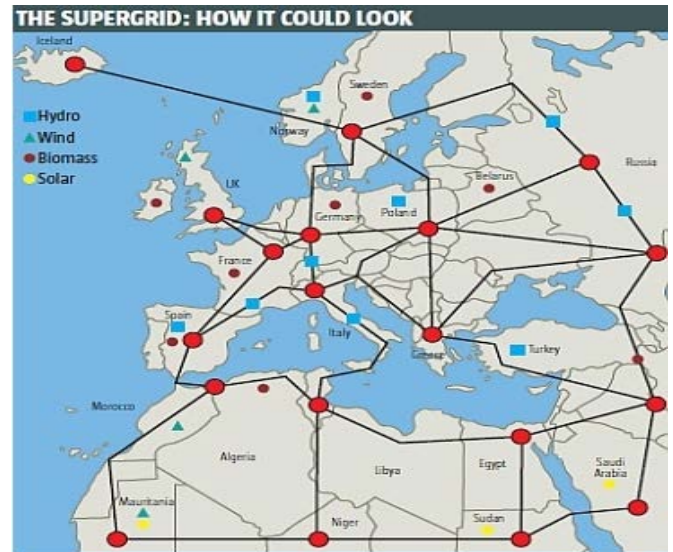 THE SUPERGRID: HOW IT COULD LOOK
Iceland
Sweden
Hydro
Norway
Wind
Biomass
Russia
Solar
Belarus
UK
Germany
Poland
France
Spain
Italy
Greece
Turkey
Morocco
Algeria
Libya
Egypt
Saudi
Arabia
Mauritania
Niger
Sudan